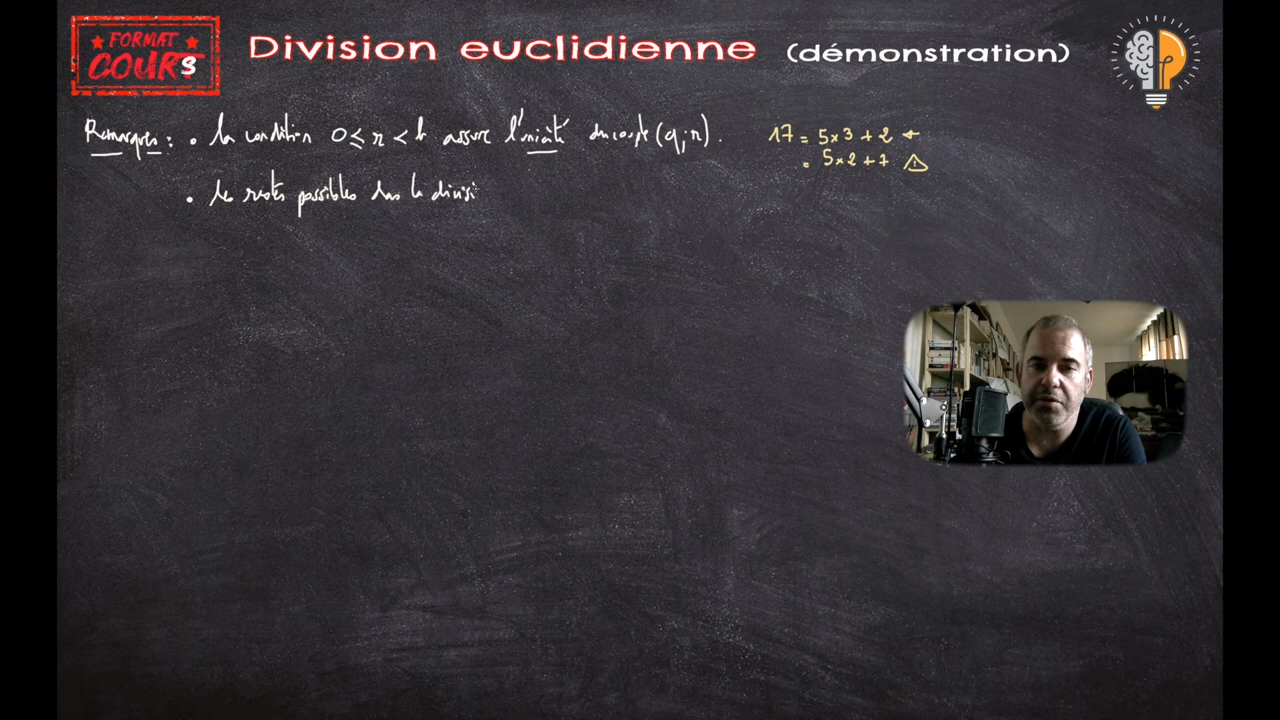 FORMAT
COURS
Division euclidienne (démonstration)
Remarques : • la condition 0 ≤ r < b assure l'unicité du couple (q ; r). 17 = 5×3 + 2 ←
= 5×2 + 7 ⚠
• les restes possibles dans la divisi